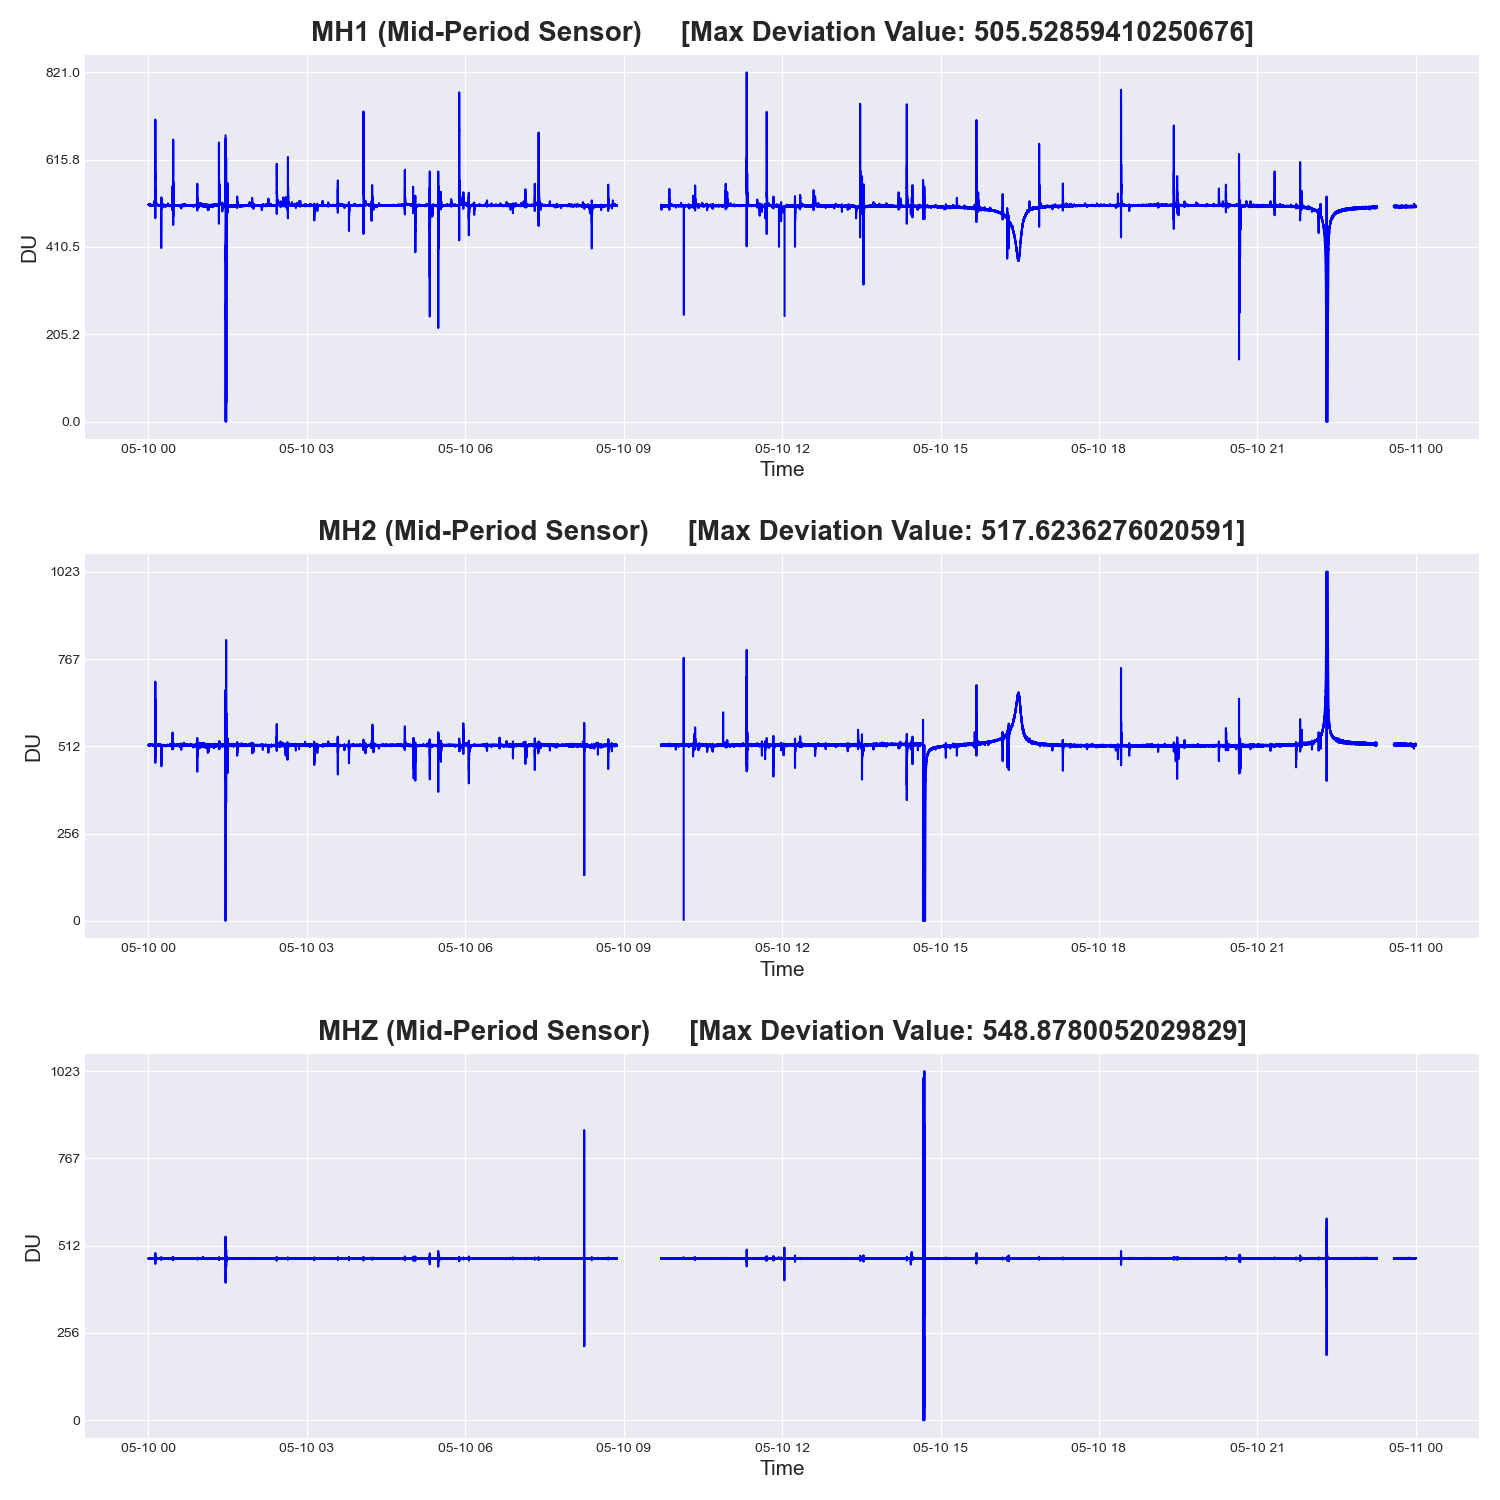 MH1 (Mid-Period Sensor) [Max Deviation Value: 505.52859410250676]
821.0
615.8
410.5
205.2
0.0
DU
05-10 00 05-10 03 05-10 06 05-10 09 05-10 12 05-10 15 05-10 18 05-10 21 05-11 00
Time
MH2 (Mid-Period Sensor) [Max Deviation Value: 517.6236276020591]
1023
767
512
256
0
DU
05-10 00 05-10 03 05-10 06 05-10 09 05-10 12 05-10 15 05-10 18 05-10 21 05-11 00
Time
MHZ (Mid-Period Sensor) [Max Deviation Value: 548.8780052029829]
1023
767
512
256
0
DU
05-10 00 05-10 03 05-10 06 05-10 09 05-10 12 05-10 15 05-10 18 05-10 21 05-11 00
Time